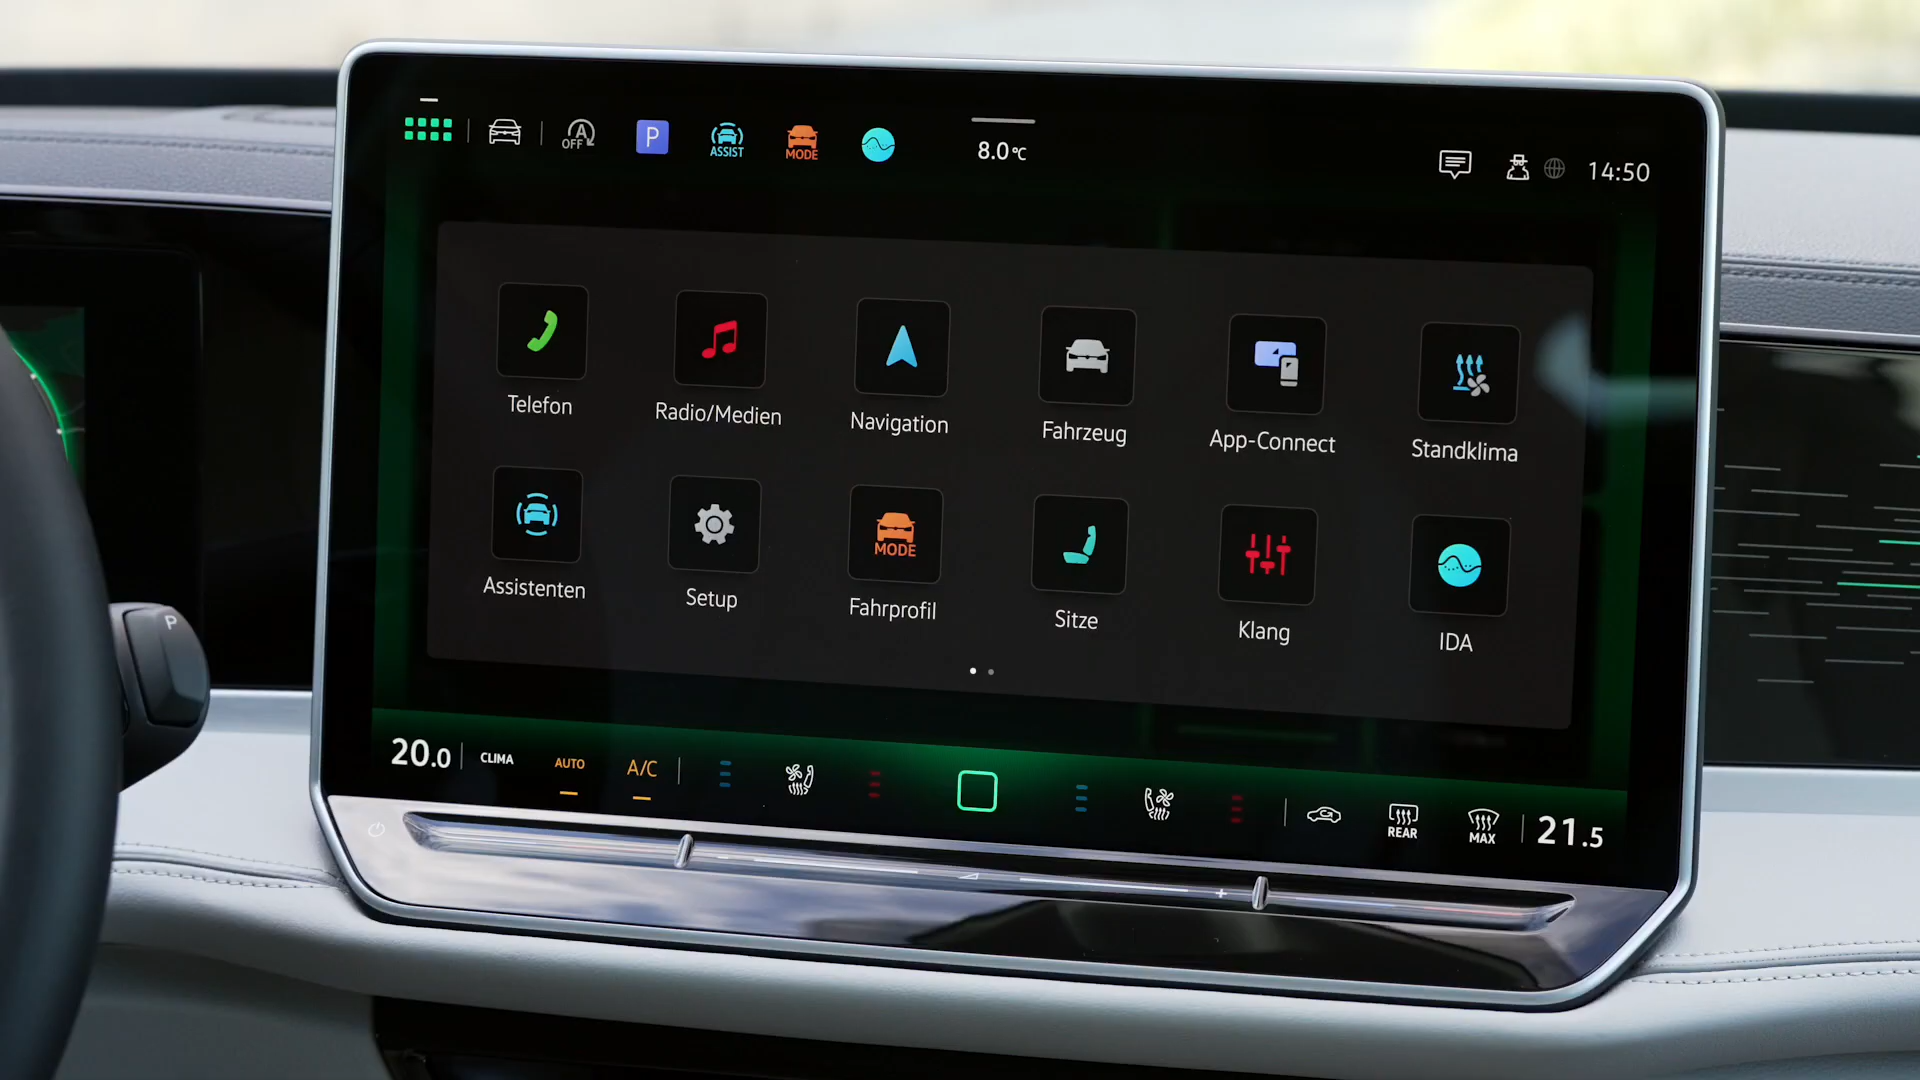 A OFF P ASSIST MODE 8.0°C 14:50
Telefon Radio/Medien Navigation Fahrzeug App-Connect Standklima
MODE
Assistenten Setup Fahrprofil Sitze Klang IDA
20.0 CLIMA AUTO A/C REAR MAX 21.5
+
P